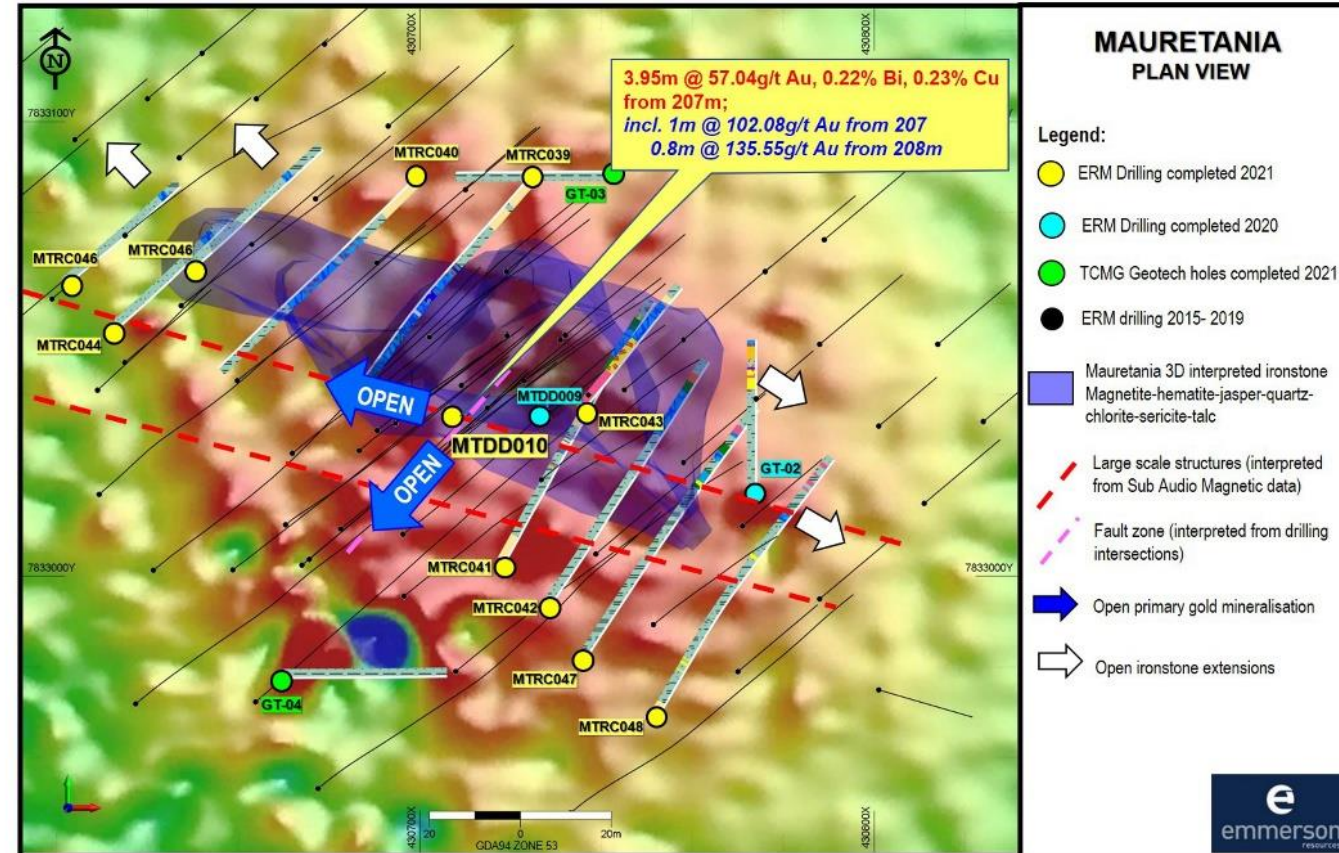 430700X
430800X
N
7833100Y
3.95m @ 57.04g/t Au, 0.22% Bi, 0.23% Cu
from 207m;
incl. 1m @ 102.08g/t Au from 207
0.8m @ 135.55g/t Au from 208m
MTRC040
MTRC039
GT-03
MTRC046
MTRC046
MTRC044
OPEN
MTDD009
MTRC043
MTDD010
OPEN
GT-02
MTRC041
7833000Y
MTRC042
MTRC047
GT-04
MTRC048
430700X
430800X
20
0
20m
GDA94 ZONE 53
MAURETANIA
PLAN VIEW
Legend:
ERM Drilling completed 2021
ERM Drilling completed 2020
TCMG Geotech holes completed 2021
ERM drilling 2015- 2019
Mauretania 3D interpreted ironstone
Magnetite-hematite-jasper-quartz-
chlorite-sericite-talc
Large scale structures (interpreted
from Sub Audio Magnetic data)
Fault zone (interpreted from drilling
intersections)
Open primary gold mineralisation
Open ironstone extensions
e
emmerson
resources